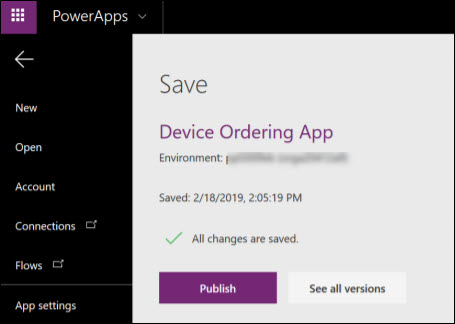 PowerApps
Save
New
Device Ordering App
Open
Environment:
Account
Saved: 2/18/2019, 2:05:19 PM
Connections
All changes are saved.
Flows
Publish
See all versions
App settings